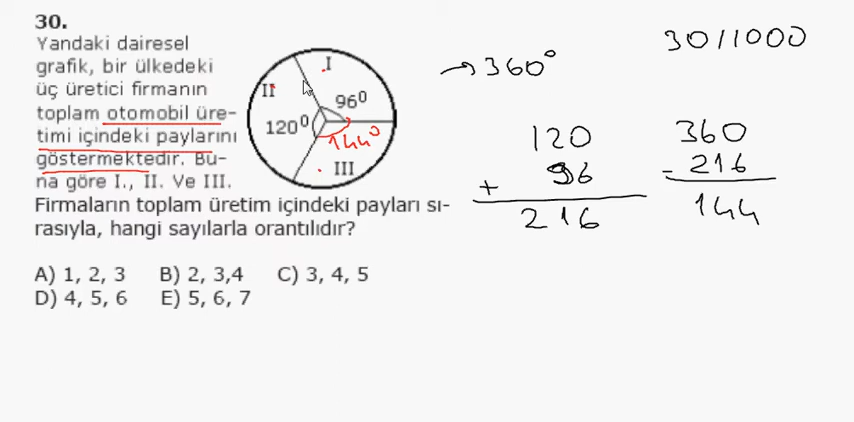 30.
Yandaki dairesel
grafik, bir ülkedeki
üç üretici firmanın
toplam otomobil üre-
timi içindeki paylarını
göstermektedir. Bu-
na göre I., II. Ve III.
Firmaların toplam üretim içindeki payları sı-
rasıyla, hangi sayılarla orantılıdır?
A) 1, 2, 3 B) 2, 3,4 C) 3, 4, 5
D) 4, 5, 6 E) 5, 6, 7
I
II
96⁰
120⁰
144⁰
III
→360°
3011000
120
+ 96
216
360
- 216
144